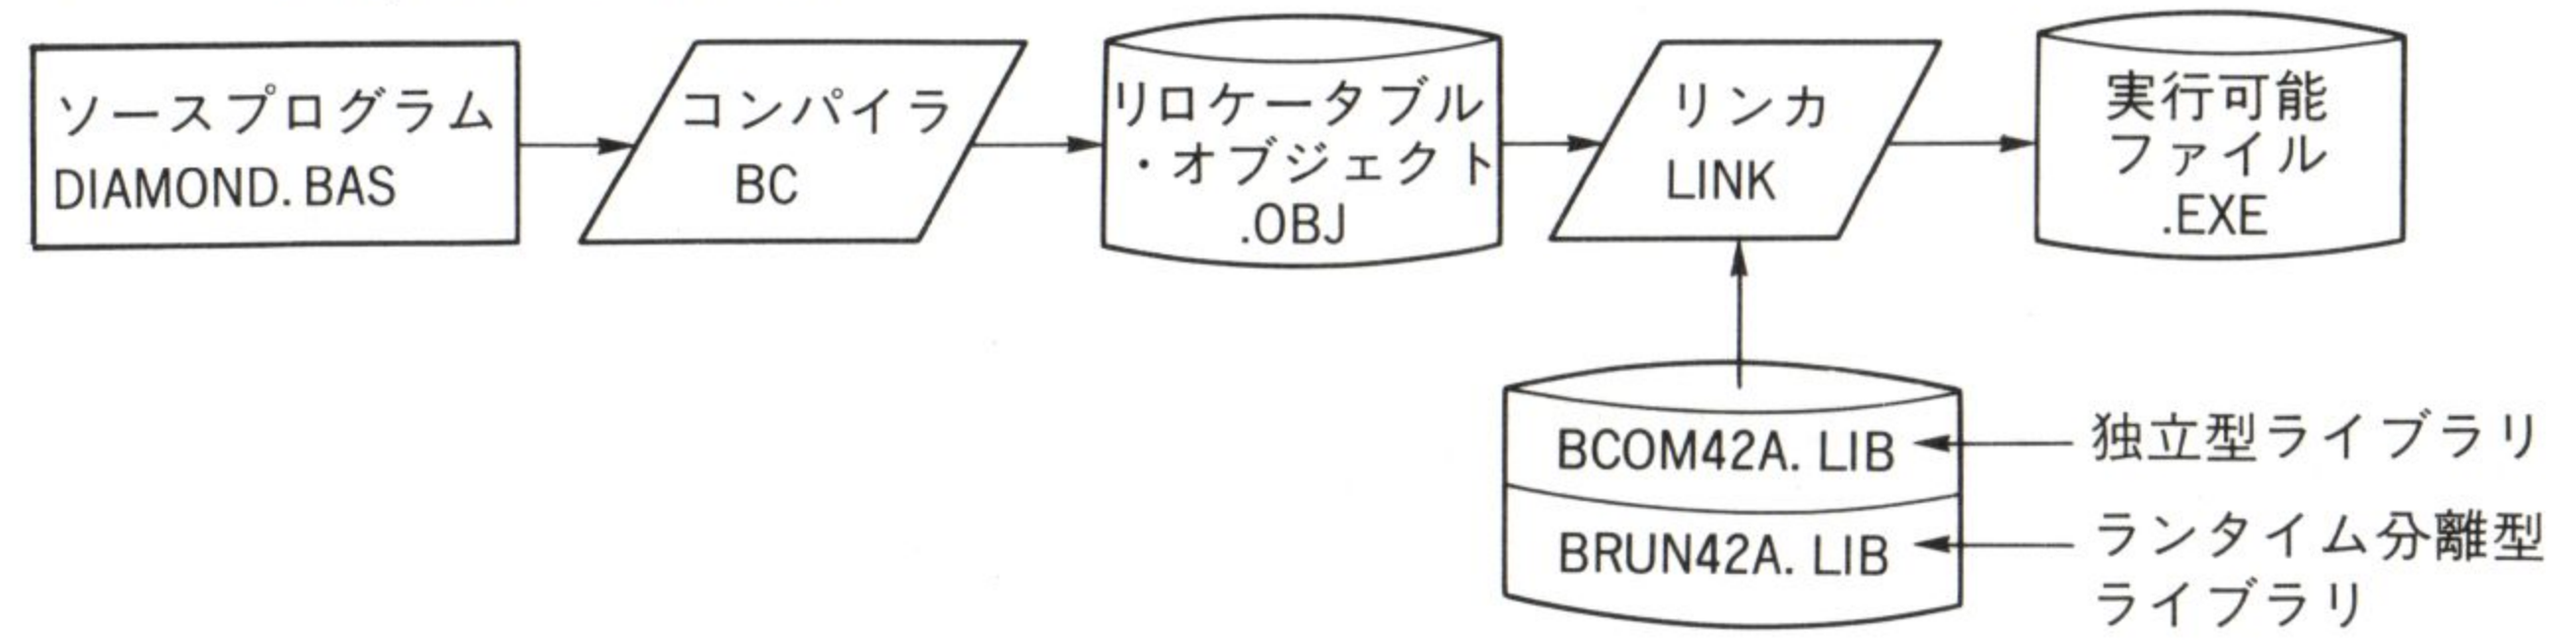 ソースプログラム
DIAMOND. BAS
コンパイラ
BC
リロケータブル
・オブジェクト
.OBJ
リンカ
LINK
実行可能
ファイル
.EXE
BCOM42A. LIB
独立型ライブラリ
BRUN42A. LIB
ランタイム分離型
ライブラリ